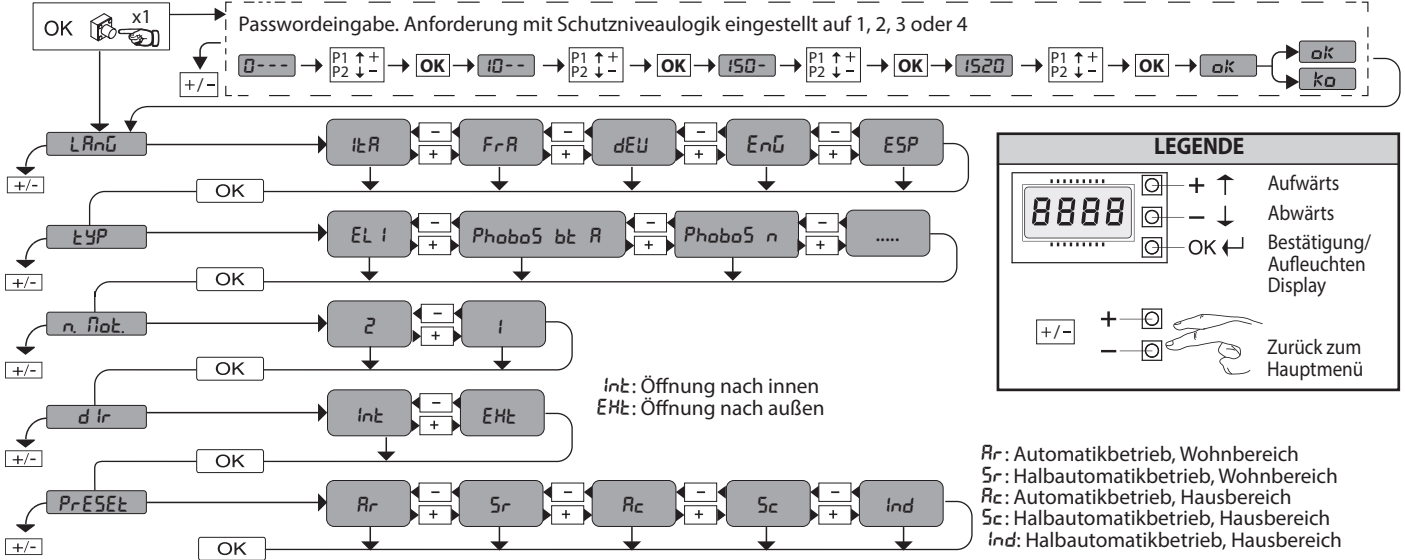 OK x1
Passwordeingabe. Anforderung mit Schutzniveaulogik eingestellt auf 1, 2, 3 oder 4
+/- 0--- P1 ↑ + P2 ↓ − OK 10-- P1 ↑ + P2 ↓ − OK 150- P1 ↑ + P2 ↓ − OK 1520 P1 ↑ + P2 ↓ − OK oK oK
ko
LAnG ItA − + FrA − + dEU − + EnG − + ESP
+/-
OK
tYP EL I − + PhoboS bt A − + PhoboS n − + .....
+/-
OK
n. Mot. 2 − + 1
+/-
OK
dIr Int − + EHt
+/-
OK
Int: Öffnung nach innen
EHt: Öffnung nach außen
PrESEt Ar − + Sr − + Ac − + Sc − + Ind
+/-
OK
LEGENDE
8888
+ ↑ Aufwärts
− ↓ Abwärts
OK Bestätigung/
Aufleuchten
Display
+/- +
−
Zurück zum
Hauptmenü
Ar: Automatikbetrieb, Wohnbereich
Sr: Halbautomatikbetrieb, Wohnbereich
Ac: Automatikbetrieb, Hausbereich
Sc: Halbautomatikbetrieb, Hausbereich
Ind: Halbautomatikbetrieb, Hausbereich